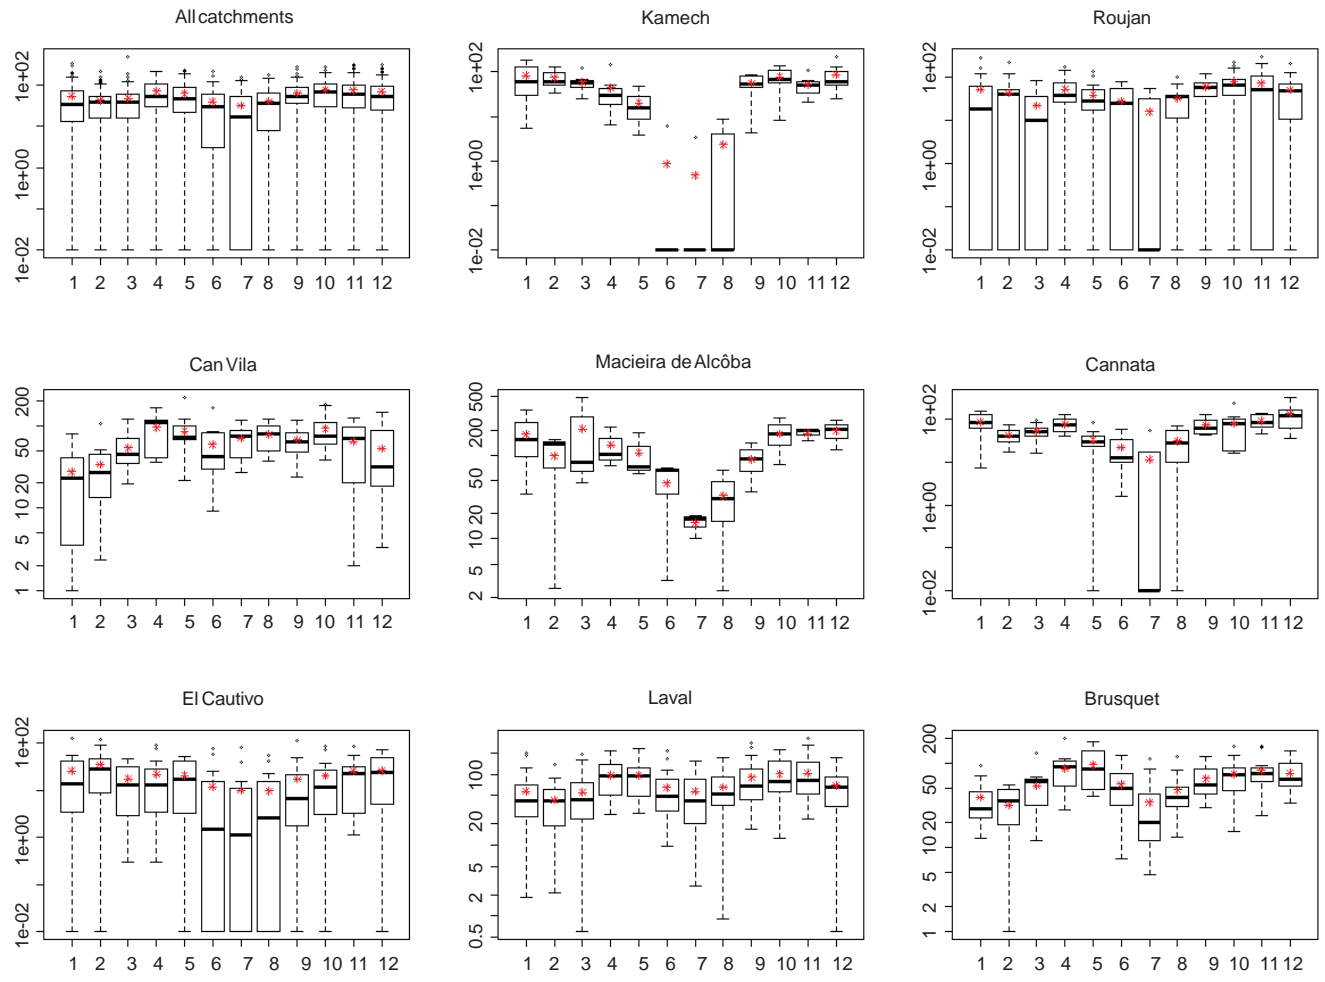 All catchments
Kamech
Roujan
1e+02
1e+00
1e-02
1 2 3 4 5 6 7 8 9 10 11 12
1e+02
1e+00
1e-02
1 2 3 4 5 6 7 8 9 10 11 12
1e+02
1e+00
1e-02
1 2 3 4 5 6 7 8 9 10 11 12
Can Vila
Macieira de Alcôba
Cannata
200
50
20
10
5
2
1
1 2 3 4 5 6 7 8 9 10 11 12
500
200
50
20
10
5
2
1 2 3 4 5 6 7 8 9 10 11 12
1e+02
1e+00
1e-02
1 2 3 4 5 6 7 8 9 10 11 12
El Cautivo
Laval
Brusquet
1e+02
1e+00
1e-02
1 2 3 4 5 6 7 8 9 10 11 12
100
20
5
2
0.5
1 2 3 4 5 6 7 8 9 10 11 12
200
50
20
10
5
2
1
1 2 3 4 5 6 7 8 9 10 11 12